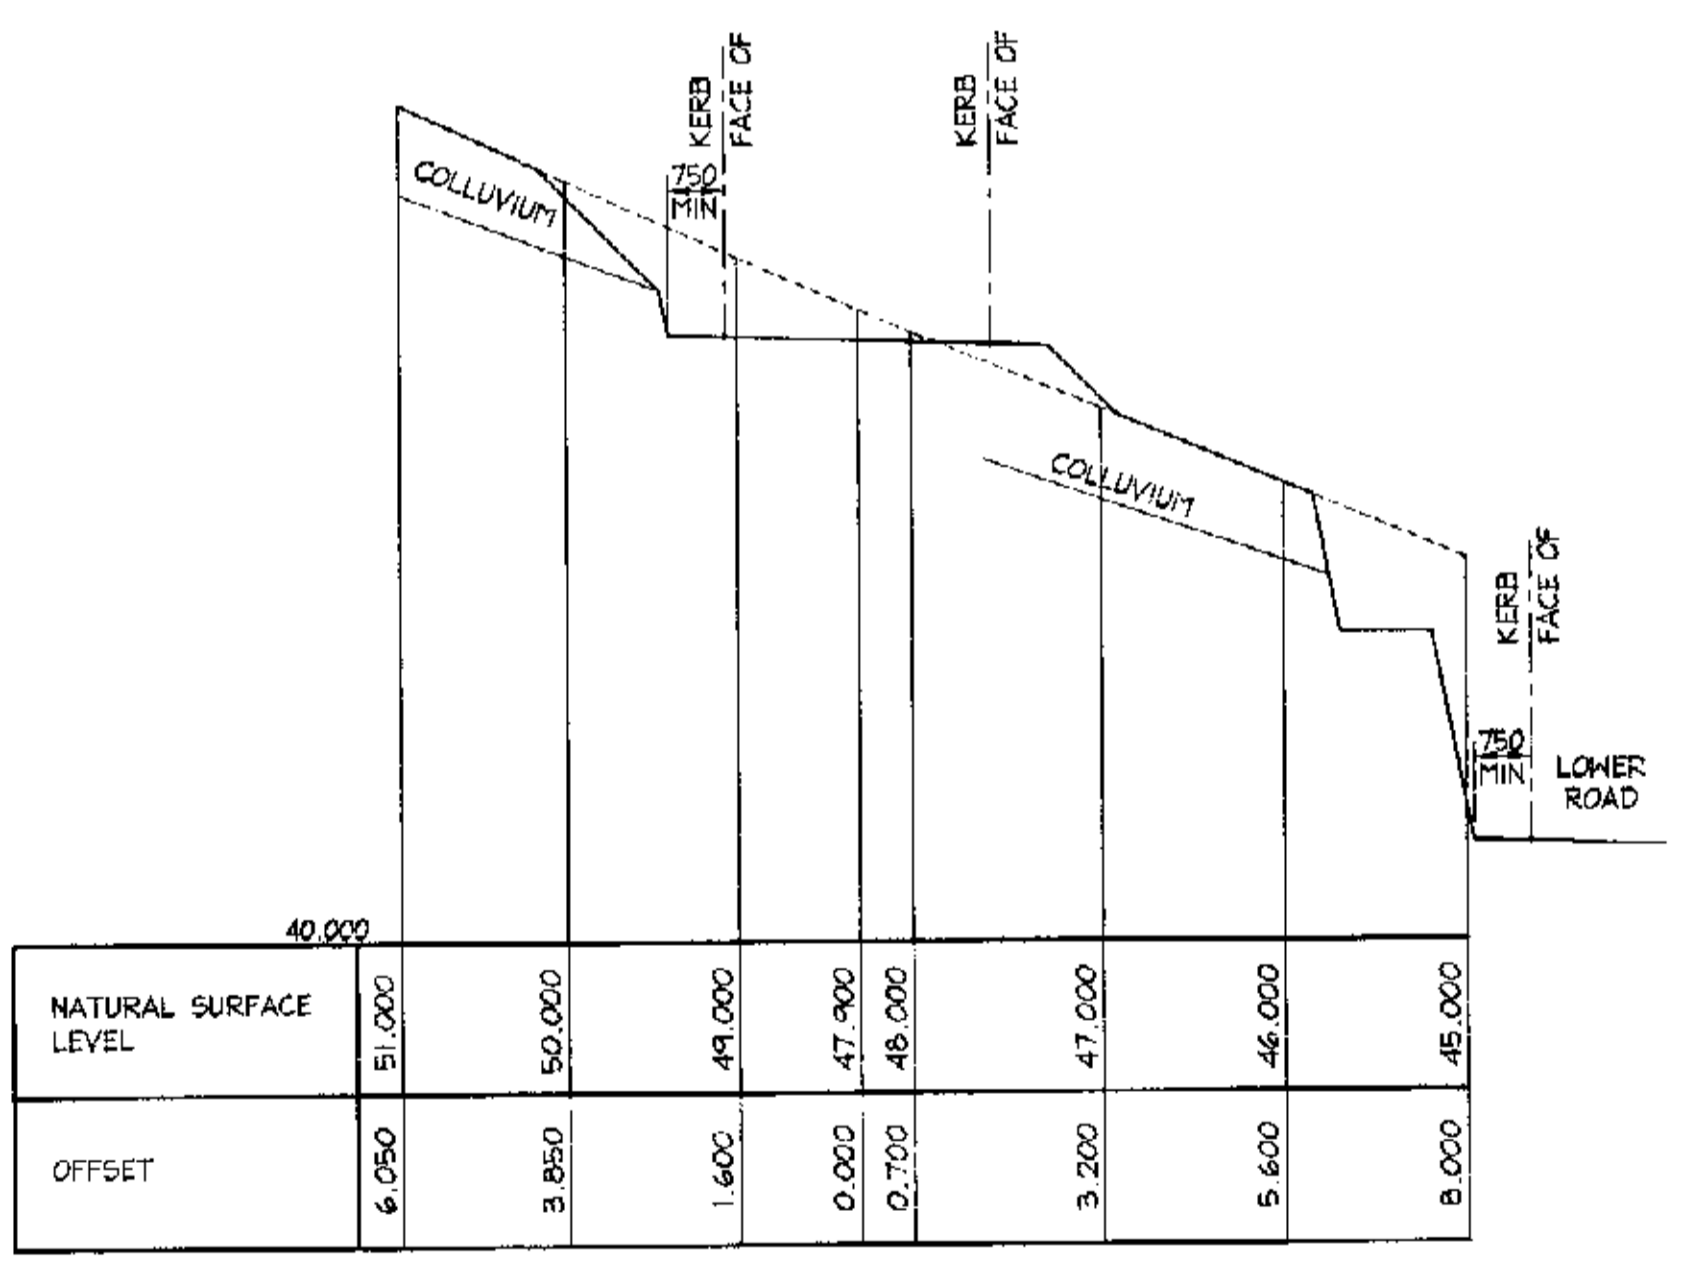 KERB
FACE OF
KERB
FACE OF
750
MIN
COLLUVIUM
COLLUVIUM
KERB
FACE OF
750
MIN
LOWER
ROAD
40.000
NATURAL SURFACE
LEVEL
51.000
50.000
49.000
47.900
48.000
47.000
46.000
45.000
OFFSET
6.050
3.850
1.600
0.000
0.700
3.200
5.600
8.000